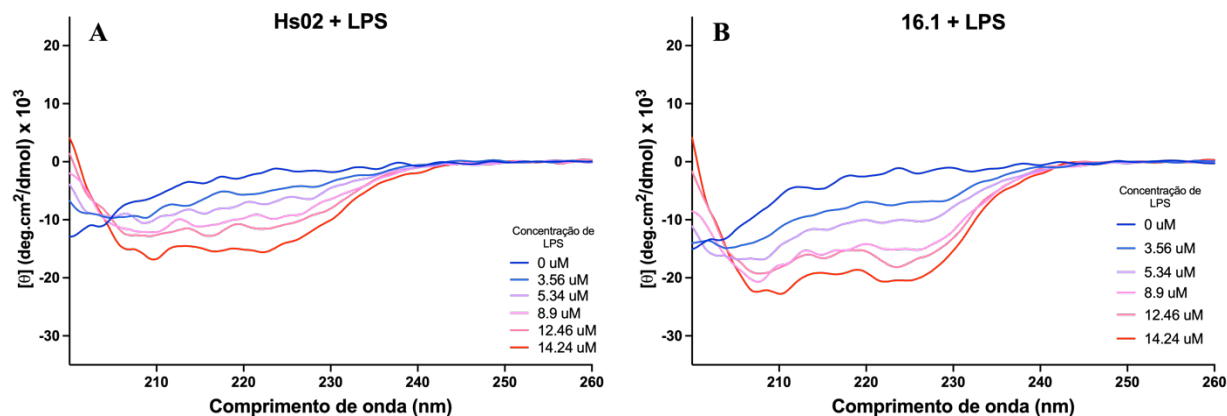 A
Hs02 + LPS
[θ] (deg.cm²/dmol) x 10³
20
10
0
-10
-20
-30
210
220
230
240
250
260
Comprimento de onda (nm)
Concentração de
LPS
0 uM
3.56 uM
5.34 uM
8.9 uM
12.46 uM
14.24 uM
B
16.1 + LPS
[θ] (deg.cm²/dmol) x 10³
20
10
0
-10
-20
-30
210
220
230
240
250
260
Comprimento de onda (nm)
Concentração de
LPS
0 uM
3.56 uM
5.34 uM
8.9 uM
12.46 uM
14.24 uM